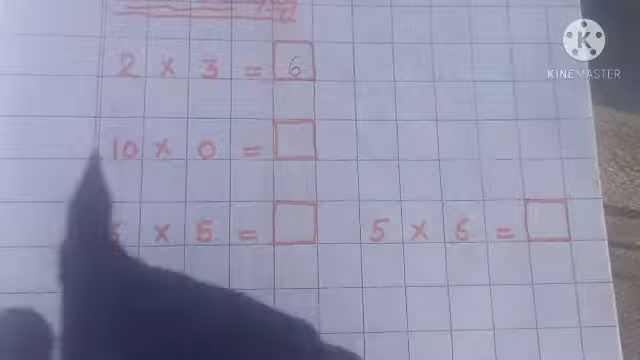 2 × 3 = 6
KINEMASTER
10 × 0 =
× 5 = 5 × 6 =